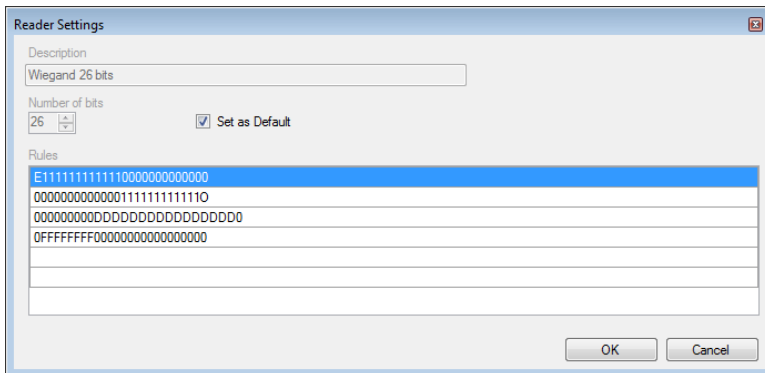 Reader Settings
Description
Wiegand 26 bits
Number of bits
26
Set as Default
Rules
E1111111111110000000000000
0000000000000111111111111O
000000000DDDDDDDDDDDDDDDD0
0FFFFFFFF00000000000000000
OK
Cancel